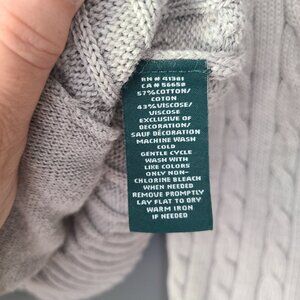 RN # 41381
CA # 56650
57%COTTON/
COTON
43%VISCOSE/
VISCOSE
EXCLUSIVE OF
DECORATION/
SAUF DÉCORATION
MACHINE WASH
COLD
GENTLE CYCLE
WASH WITH
LIKE COLORS
ONLY NON-
CHLORINE BLEACH
WHEN NEEDED
REMOVE PROMPTLY
LAY FLAT TO DRY
WARM IRON
IF NEEDED